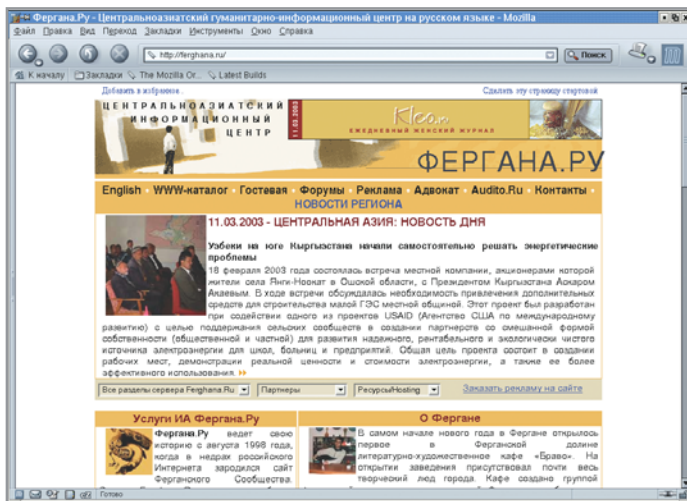 Фергана.Ру - Центральноазиатский гуманитарно-информационный центр на русском языке - Mozilla
Файл Правка Вид Переход Закладки Инструменты Окно Справка
http://ferghana.ru/
Поиск
К началу Закладки The Mozilla Or... Latest Builds
Добавить в избранное..
Сделать эту страницу стартовой
ЦЕНТРАЛЬНОАЗИАТСКИЙ
ИНФОРМАЦИОННЫЙ
ЦЕНТР
11.03.2003
Kleo.ru
ЕЖЕДНЕВНЫЙ ЖЕНСКИЙ ЖУРНАЛ
ФЕРГАНА.РУ
English WWW-каталог Гостевая Форумы Реклама Адвокат Audito.Ru Контакты
НОВОСТИ РЕГИОНА
11.03.2003 - ЦЕНТРАЛЬНАЯ АЗИЯ: НОВОСТЬ ДНЯ
Узбеки на юге Кыргызстана начали самостоятельно решать энергетические
проблемы
18 февраля 2003 года состоялась встреча местной компании, акционерами которой
жители села Янги-Ноокат в Ошской области, с Президентом Кыргызстана Аскаром
Акаевым. В ходе встречи обсуждалась необходимость привлечения дополнительных
средств для строительства малой ГЭС местной общиной. Этот проект был разработан
при содействии одного из проектов USAID (Агентство США по международному
развитию) с целью поддержания сельских сообществ в создании партнерств со смешанной формой
собственности (общественной и частной) для развития надежного, рентабельного и экологически чистого
источника электроэнергии для школ, больниц и предприятий. Общая цель проекта состоит в создании
рабочих мест, демонстрации реальной ценности и стоимости электроэнергии, а также ее более
эффективного использования.
Все разделы сервера Ferghana.Ru Партнеры Ресурсы/Hosting Заказать рекламу на сайте
Услуги ИА Фергана.Ру
Фергана.Ру ведет свою
историю с августа 1998 года,
когда в недрах российского
Интернета зародился сайт
Ферганского Сообщества.
О Фергане
В самом начале нового года в Фергане открылось
первое в Ферганской долине
литературно-художественное кафе «Браво». На
открытии заведения присутствовал почти весь
творческий люд города. Кафе создано группой
Готово